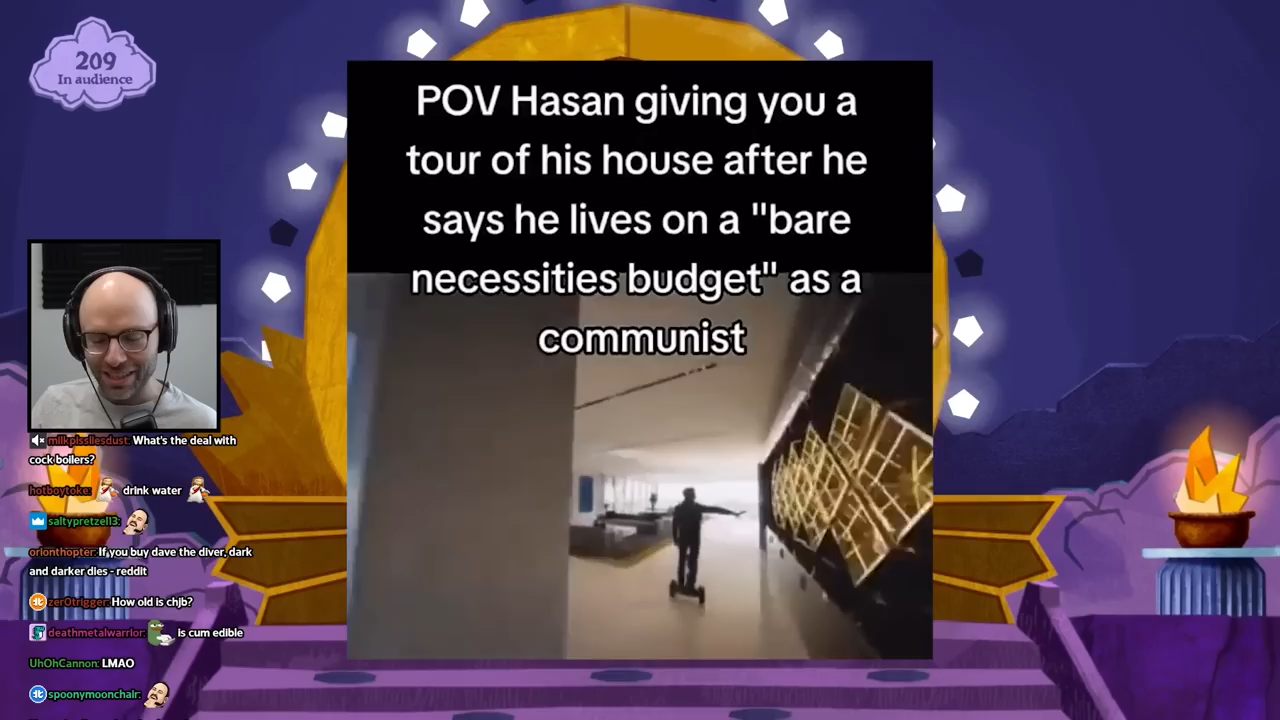 209
In audience
POV Hasan giving you a
tour of his house after he
says he lives on a "bare
necessities budget" as a
communist
milkpissliesdust: What's the deal with
cock boilers?
hotboytoke: drink water
saltypretzel13:
orionthopter: If you buy dave the diver, dark
and darker dies - reddit
zer0trigger: How old is chjb?
deathmetalwarrior: is cum edible
UhOhCannon: LMAO
spoonymoonchair: